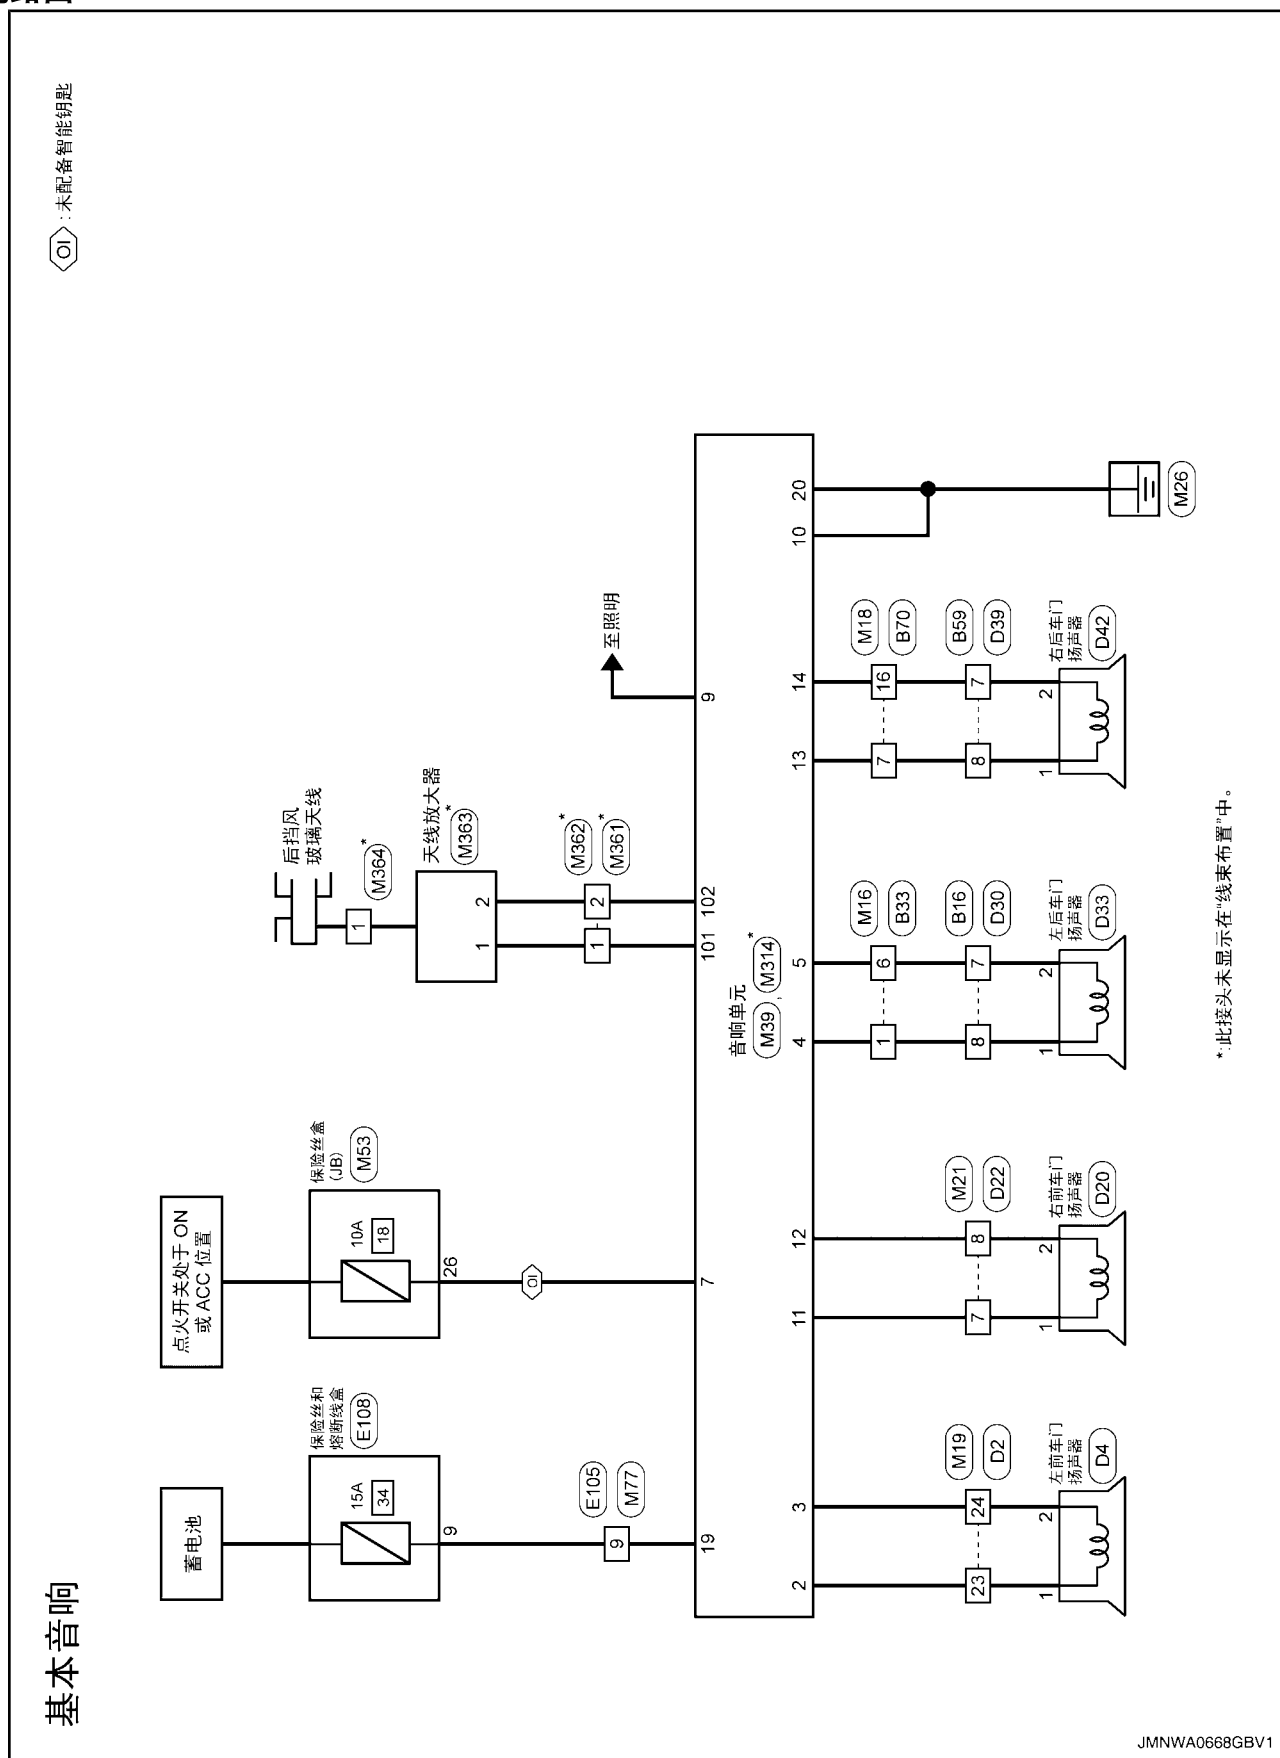 基本音响
OI :未配备智能钥匙
蓄电池
点火开关处于 ON
或 ACC 位置
后挡风
玻璃天线
1
M364 *
保险丝和
熔断线盒
E108
15A
34
9
保险丝盒
(JB)
M53
10A
18
26
天线放大器
M363 *
1
2
E105
M77
9
OI
1
2
M362 *
M361 *
至照明
19
7
101
102
9
音响单元
M39 , M314 *
2
3
11
12
4
5
13
14
10
20
1
6
M16
B33
7
16
M18
B70
23
24
M19
D2
7
8
M21
D22
8
7
B16
D30
8
7
B59
D39
1
2
左前车门
扬声器
D4
1
2
右前车门
扬声器
D20
1
2
左后车门
扬声器
D33
1
2
右后车门
扬声器
D42
M26
*:此接头未显示在“线束布置”中。
JMNWA0668GBV1